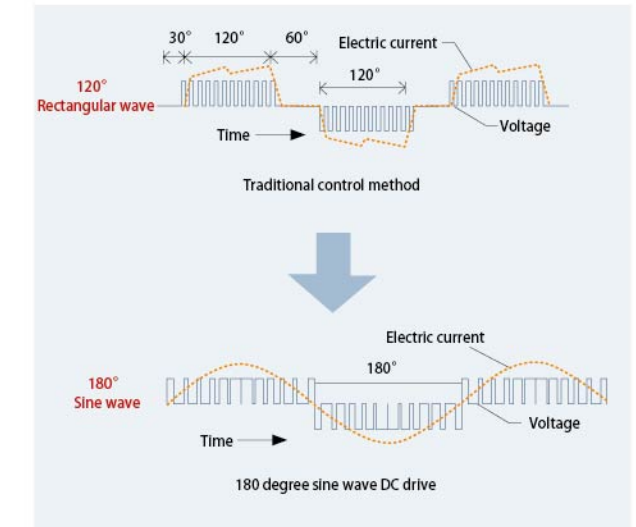 30° 120° 60°
Electric current
120°
120°
Rectangular wave
Time
Voltage
Traditional control method
Electric current
180°
180°
Sine wave
Time
Voltage
180 degree sine wave DC drive